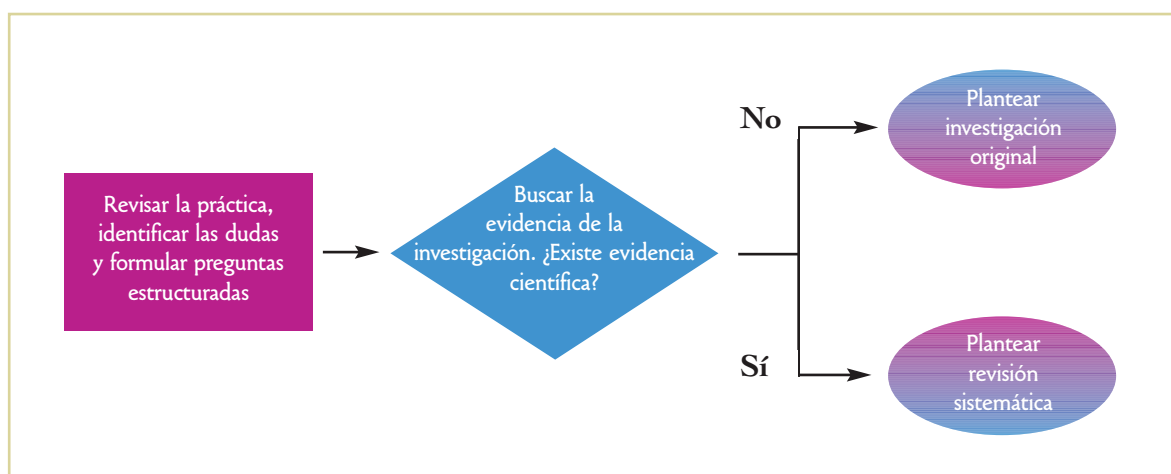 Revisar la práctica,
identificar las dudas
y formular preguntas
estructuradas
Buscar la
evidencia de la
investigación. ¿Existe evidencia
científica?
No
Plantear
investigación
original
Sí
Plantear
revisión
sistemática